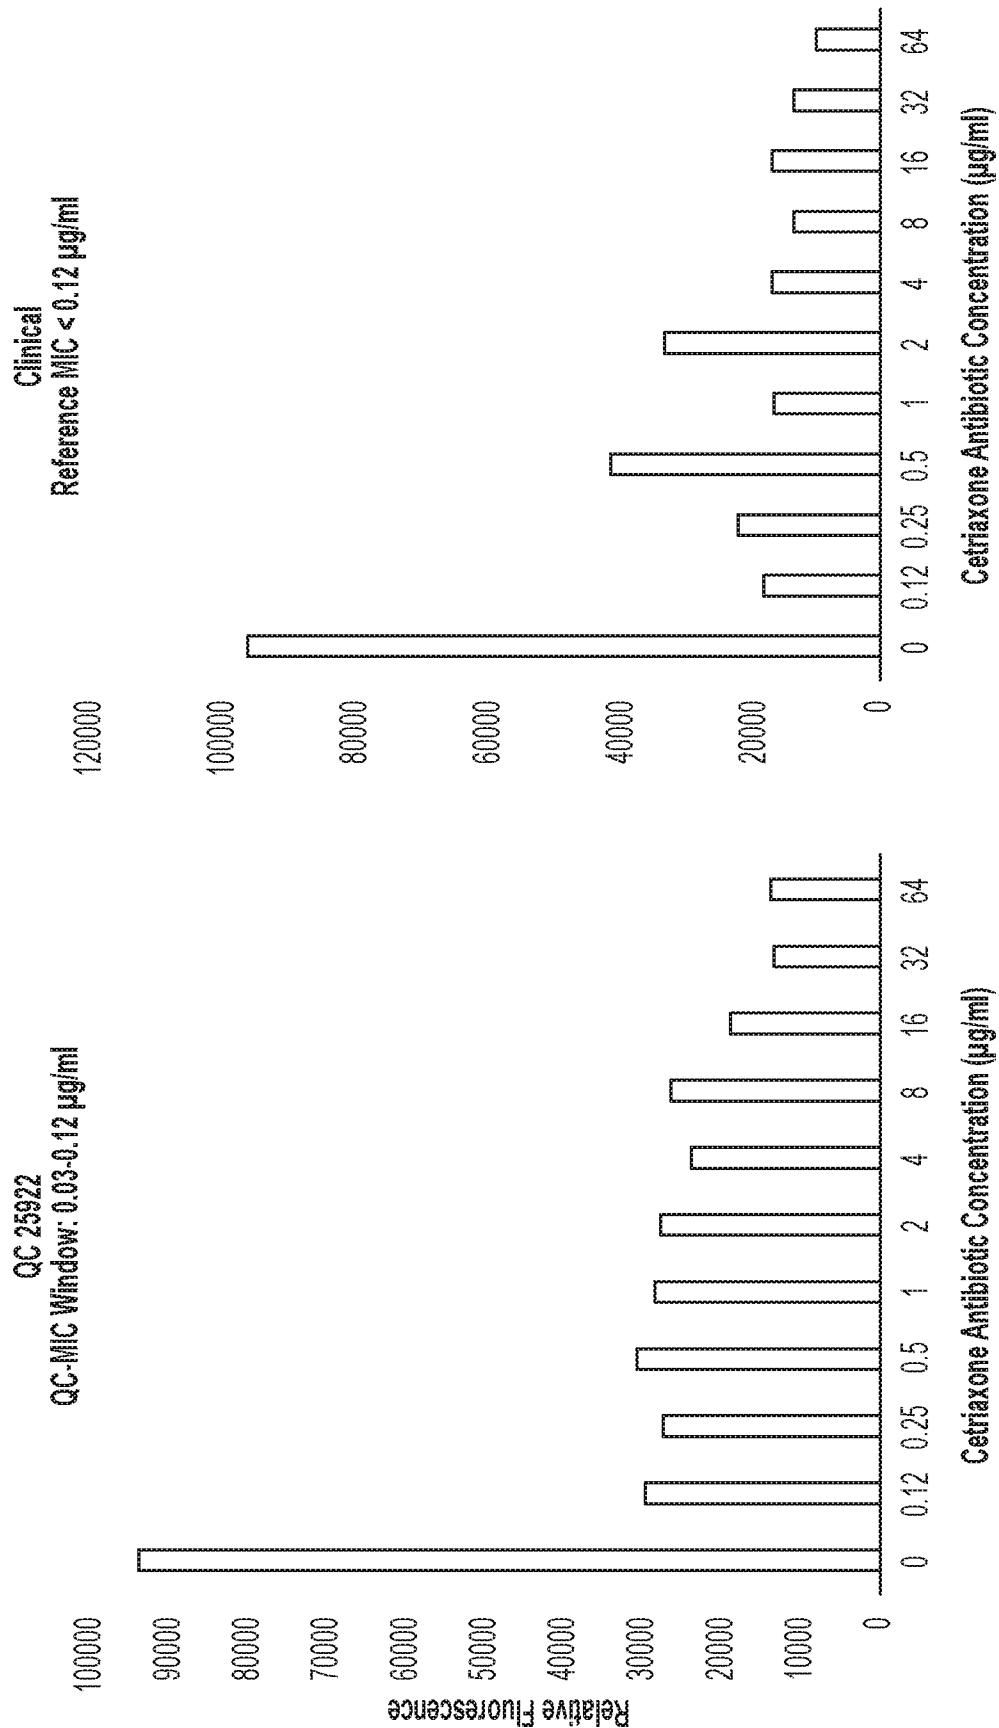 QC 25922
QC-MIC Window: 0.03-0.12 µg/ml
Relative Fluorescence
100000
90000
80000
70000
60000
50000
40000
30000
20000
10000
0
0 0.12 0.25 0.5 1 2 4 8 16 32 64
Cetriaxone Antibiotic Concentration (µg/ml)
Clinical
Reference MIC < 0.12 µg/ml
120000
100000
80000
60000
40000
20000
0
0 0.12 0.25 0.5 1 2 4 8 16 32 64
Cetriaxone Antibiotic Concentration (µg/ml)